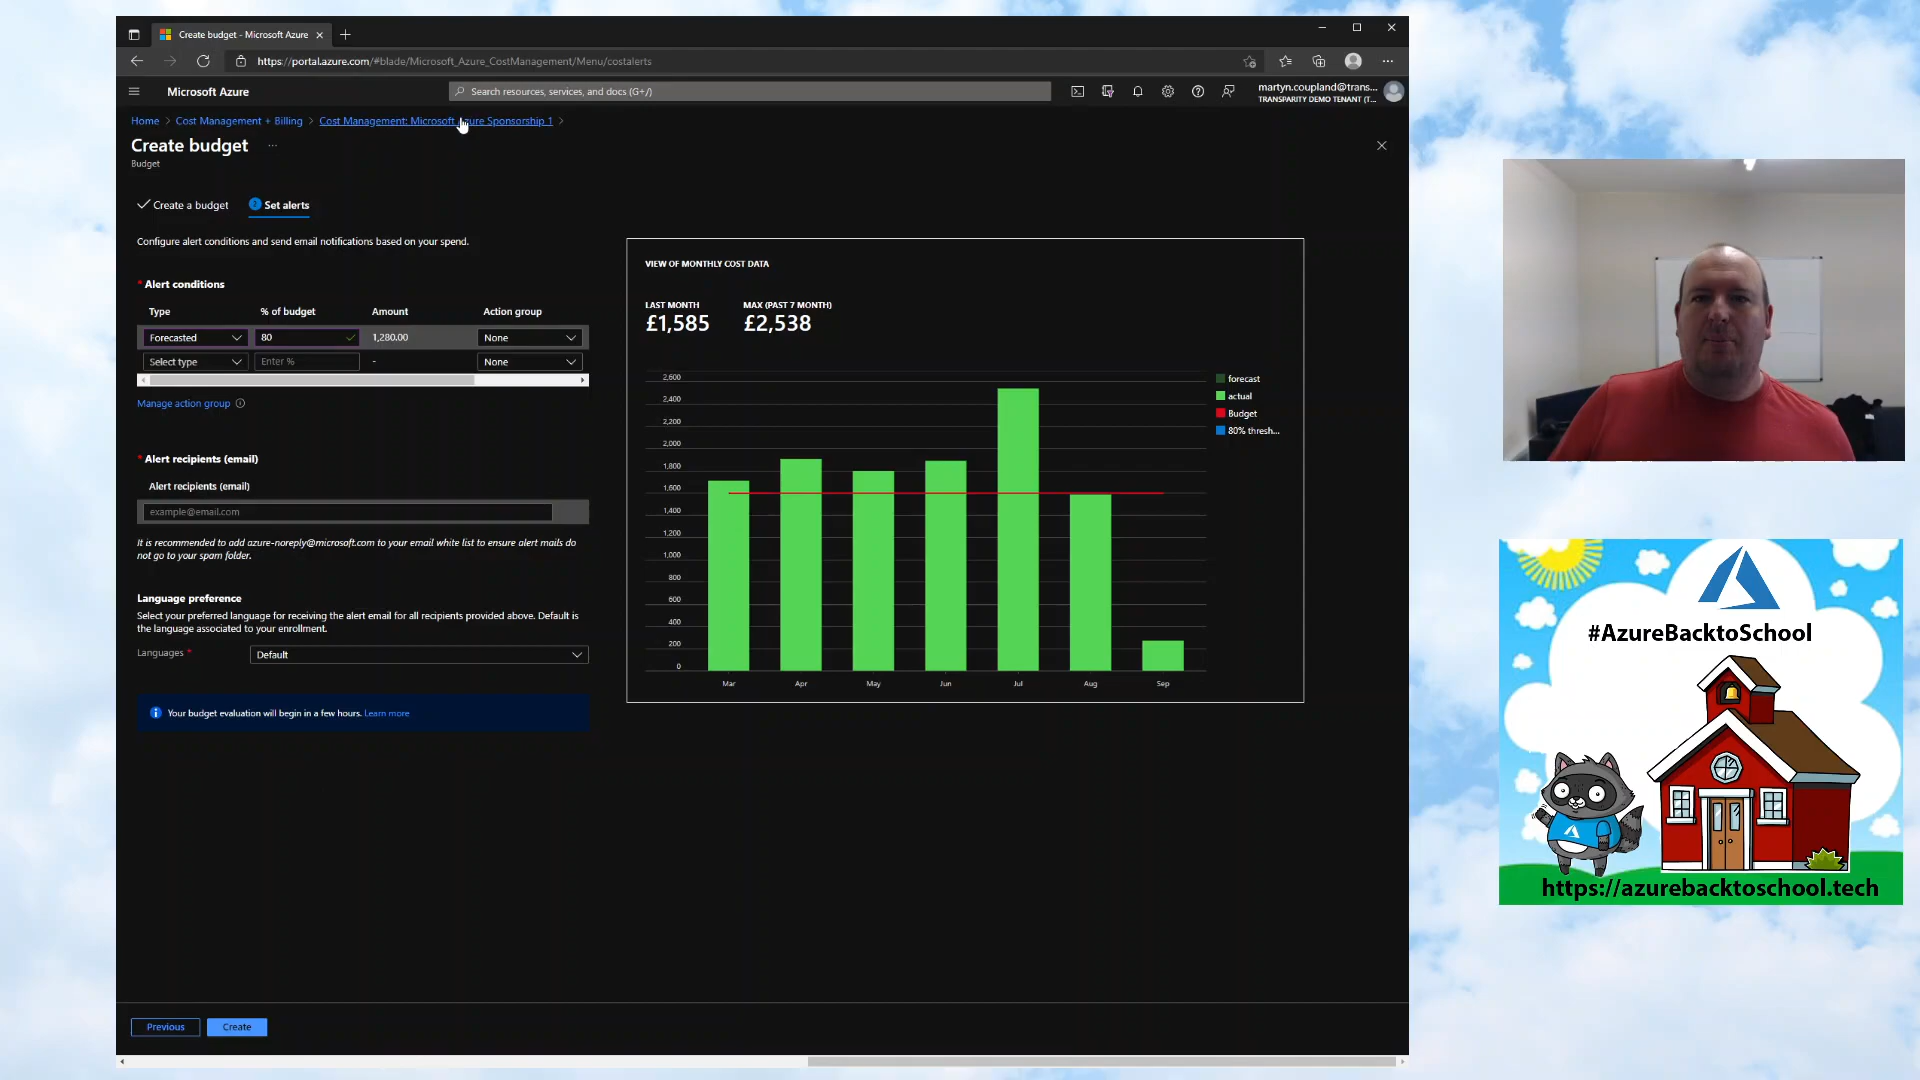 Create budget - Microsoft Azure
https://portal.azure.com/#blade/Microsoft_Azure_CostManagement/Menu/costalerts
Microsoft Azure
Search resources, services, and docs (G+/)
martyn.coupland@trans...
TRANSPARITY DEMO TENANT (T...
Home > Cost Management + Billing > Cost Management: Microsoft Azure Sponsorship 1 >
Create budget ...
Budget
Create a budget
Set alerts
Configure alert conditions and send email notifications based on your spend.
* Alert conditions
Type % of budget Amount Action group
Forecasted 80 1,280.00 None
Select type Enter % - None
Manage action group
* Alert recipients (email)
Alert recipients (email)
example@email.com
It is recommended to add azure-noreply@microsoft.com to your email white list to ensure alert mails do
not go to your spam folder.
Language preference
Select your preferred language for receiving the alert email for all recipients provided above. Default is
the language associated to your enrollment.
Languages * Default
Your budget evaluation will begin in a few hours. Learn more
VIEW OF MONTHLY COST DATA
LAST MONTH MAX (PAST 7 MONTH)
£1,585 £2,538
2,600
2,400
2,200
2,000
1,800
1,600
1,400
1,200
1,000
800
600
400
200
0
Mar Apr May Jun Jul Aug Sep
forecast
actual
Budget
80% thresh...
Previous Create
#AzureBacktoSchool
https://azurebacktoschool.tech